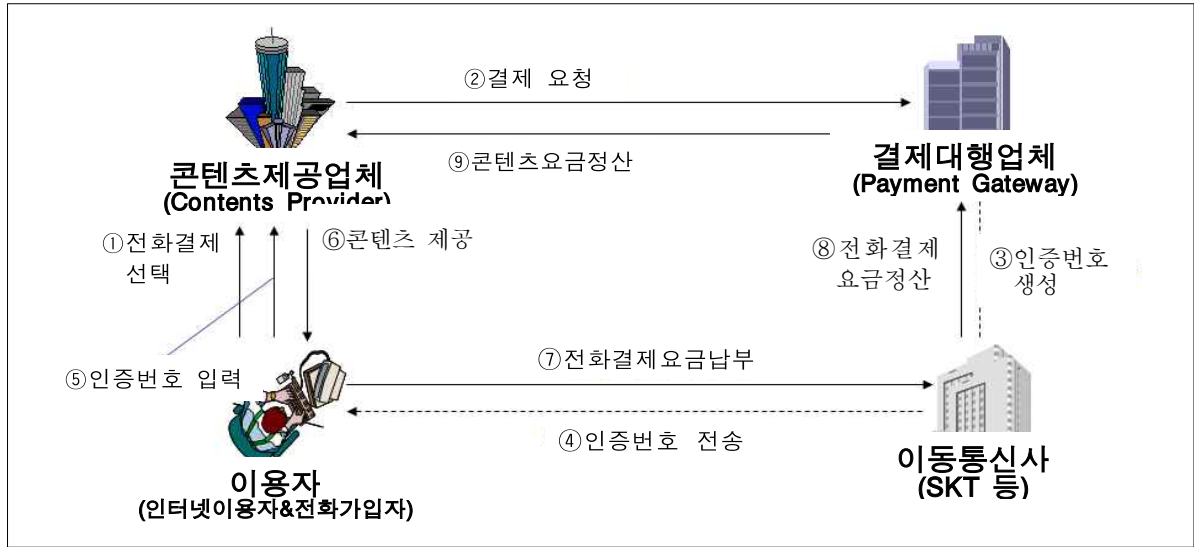 ②결제 요청
⑨콘텐츠요금정산
콘텐츠제공업체
(Contents Provider)
결제대행업체
(Payment Gateway)
①전화결제
선택
⑥콘텐츠 제공
⑧전화결제
요금정산
③인증번호
생성
⑤인증번호 입력
⑦전화결제요금납부
④인증번호 전송
이용자
(인터넷이용자&전화가입자)
이동통신사
(SKT 등)